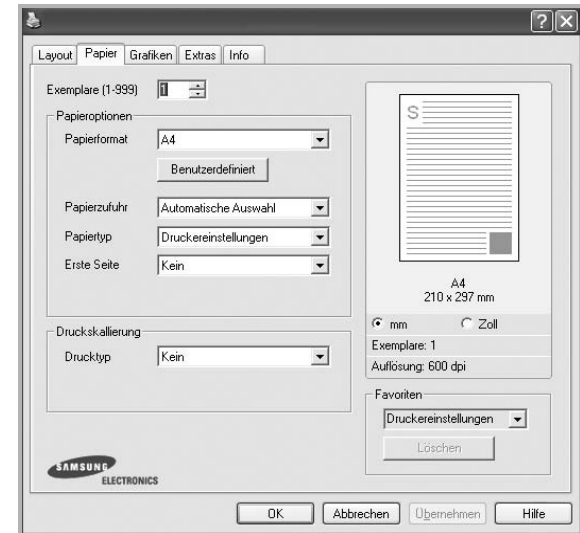 Layout Papier Grafiken Extras Info
Exemplare (1-999) 1
Papieroptionen
Papierformat A4
Benutzerdefiniert
Papierzufuhr Automatische Auswahl
Papiertyp Druckereinstellungen
Erste Seite Kein
Druckskallierung
Drucktyp Kein
SAMSUNG
ELECTRONICS
S
A4
210 x 297 mm
mm Zoll
Exemplare: 1
Auflösung: 600 dpi
Favoriten
Druckereinstellungen
Löschen
OK Abbrechen Übernehmen Hilfe